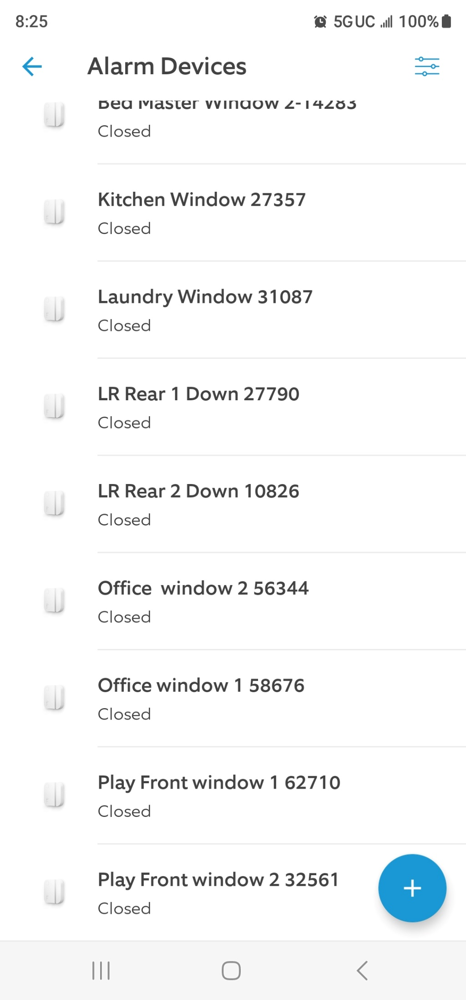 8:25 5G UC 100%
Alarm Devices
Bed Master Window 2-14283
Closed
Kitchen Window 27357
Closed
Laundry Window 31087
Closed
LR Rear 1 Down 27790
Closed
LR Rear 2 Down 10826
Closed
Office  window 2 56344
Closed
Office window 1 58676
Closed
Play Front window 1 62710
Closed
Play Front window 2 32561
Closed